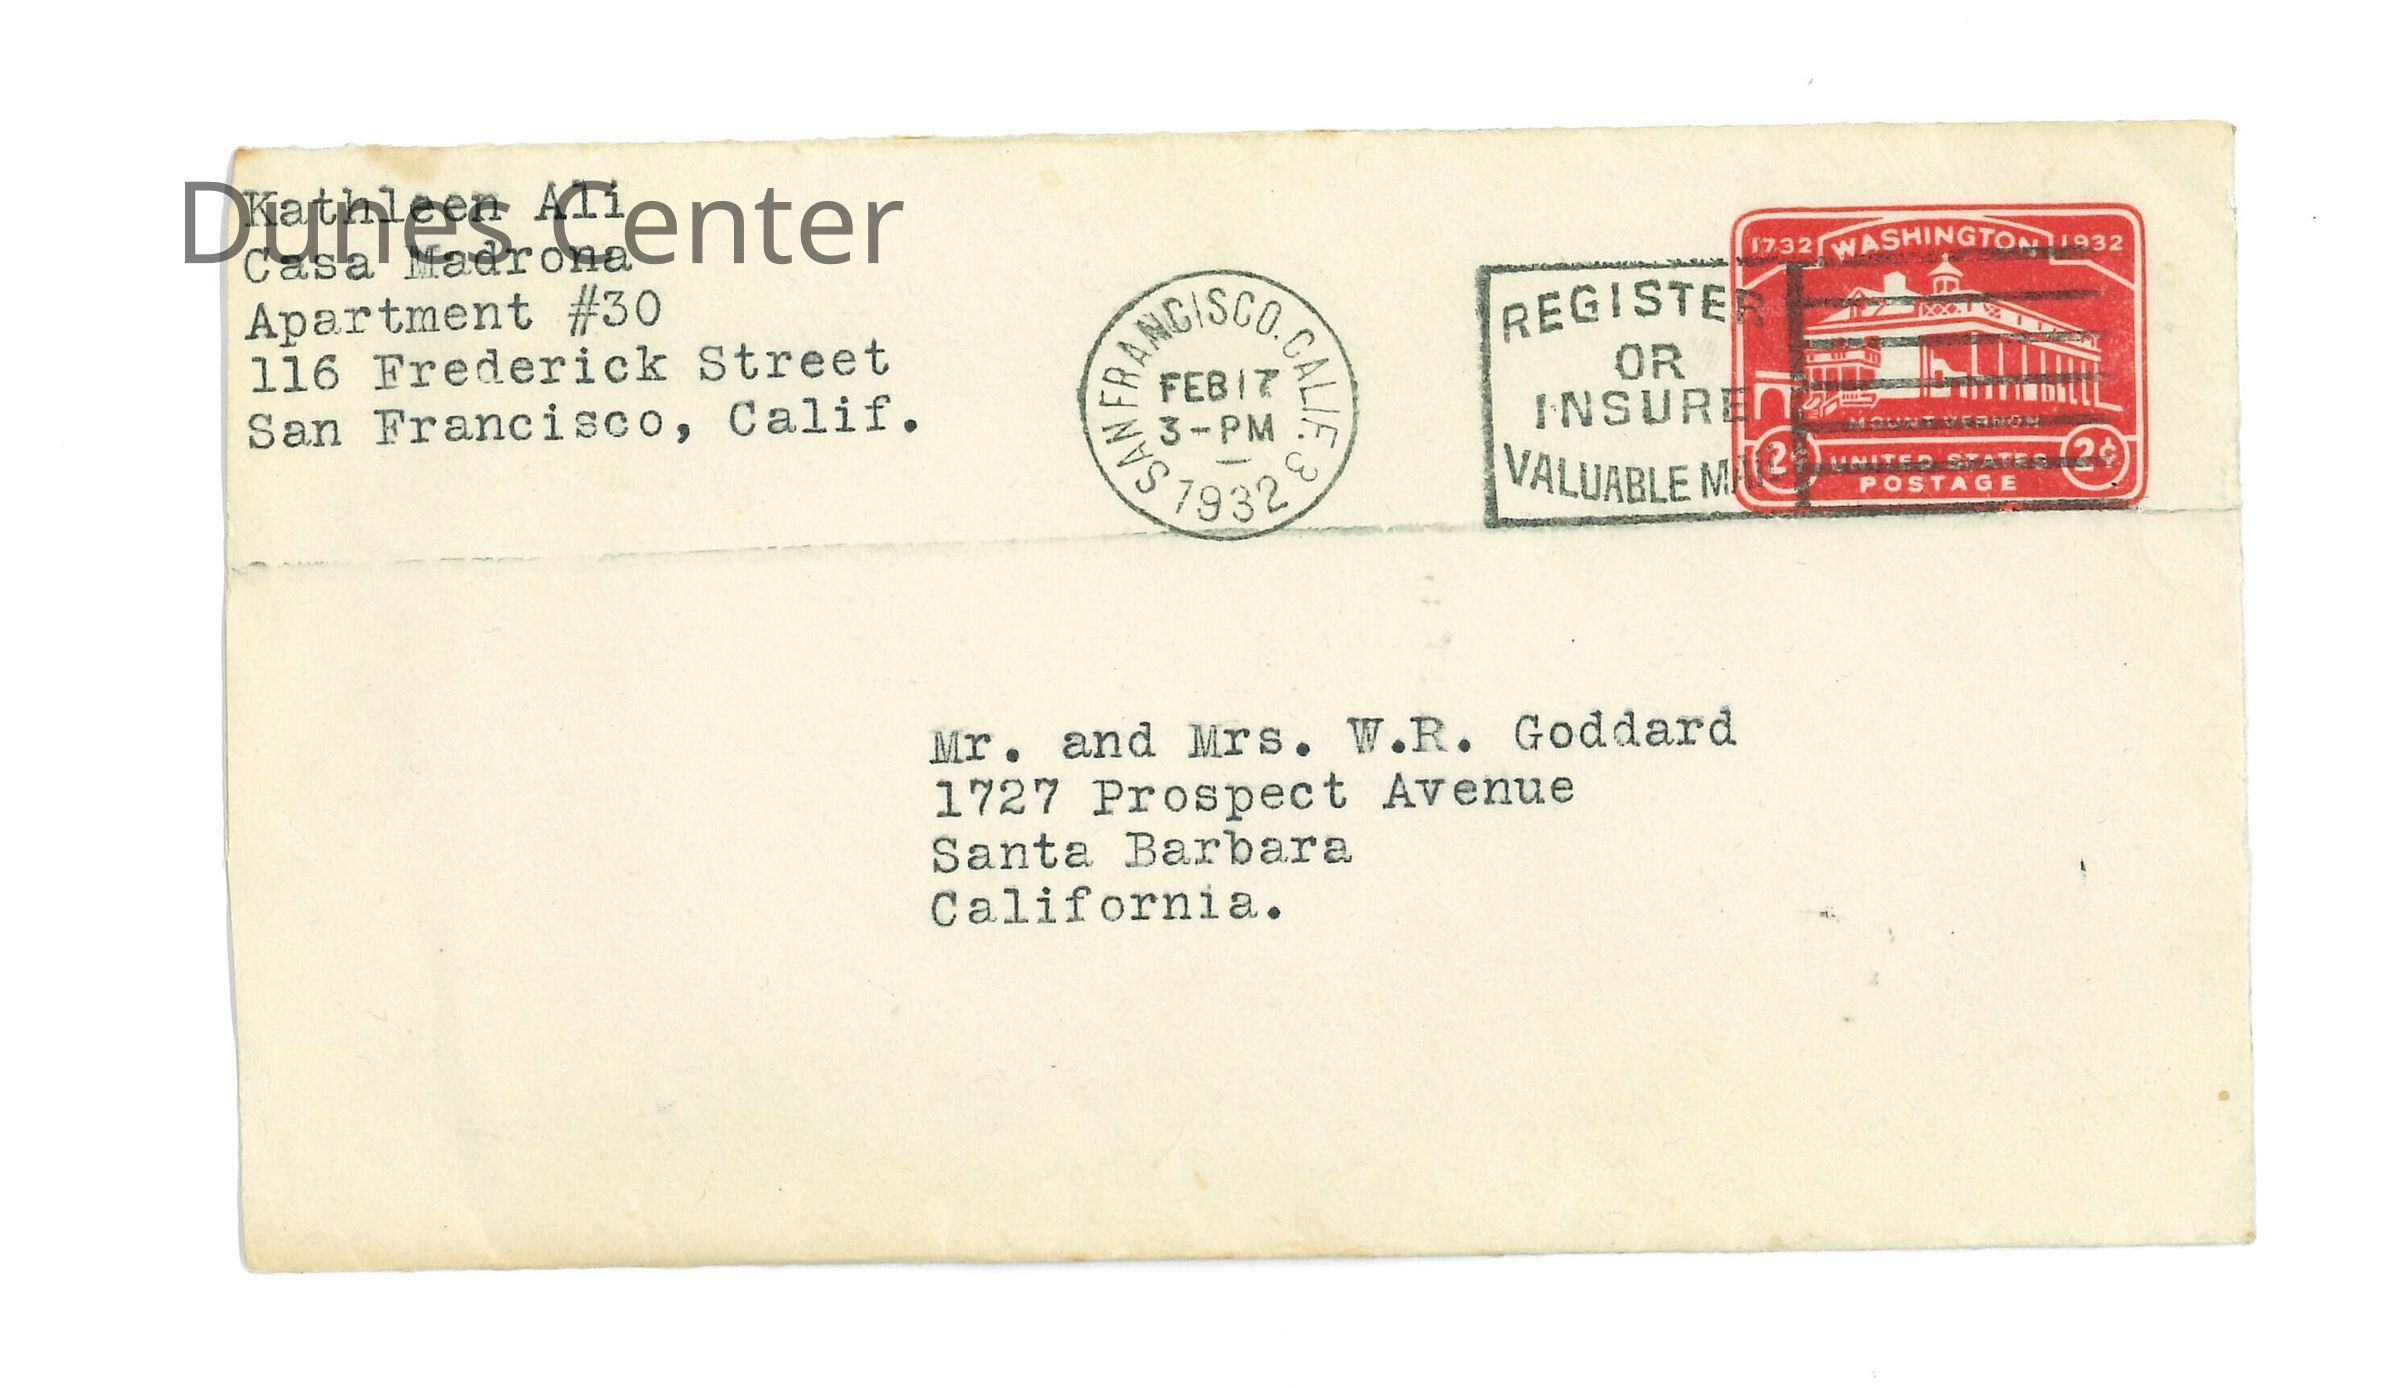 Dunes Center
Kathleen Ali
Casa Madrona
Apartment #30
116 Frederick Street
San Francisco, Calif.
SAN FRANCISCO. CALIF. 3
FEB 17
3-PM
1932
REGISTER
OR
INSURE
VALUABLE MAIL
1732 WASHINGTON 1932
MOUNT VERNON
2¢ UNITED STATES 2¢
POSTAGE
Mr. and Mrs. W.R. Goddard
1727 Prospect Avenue
Santa Barbara
California.